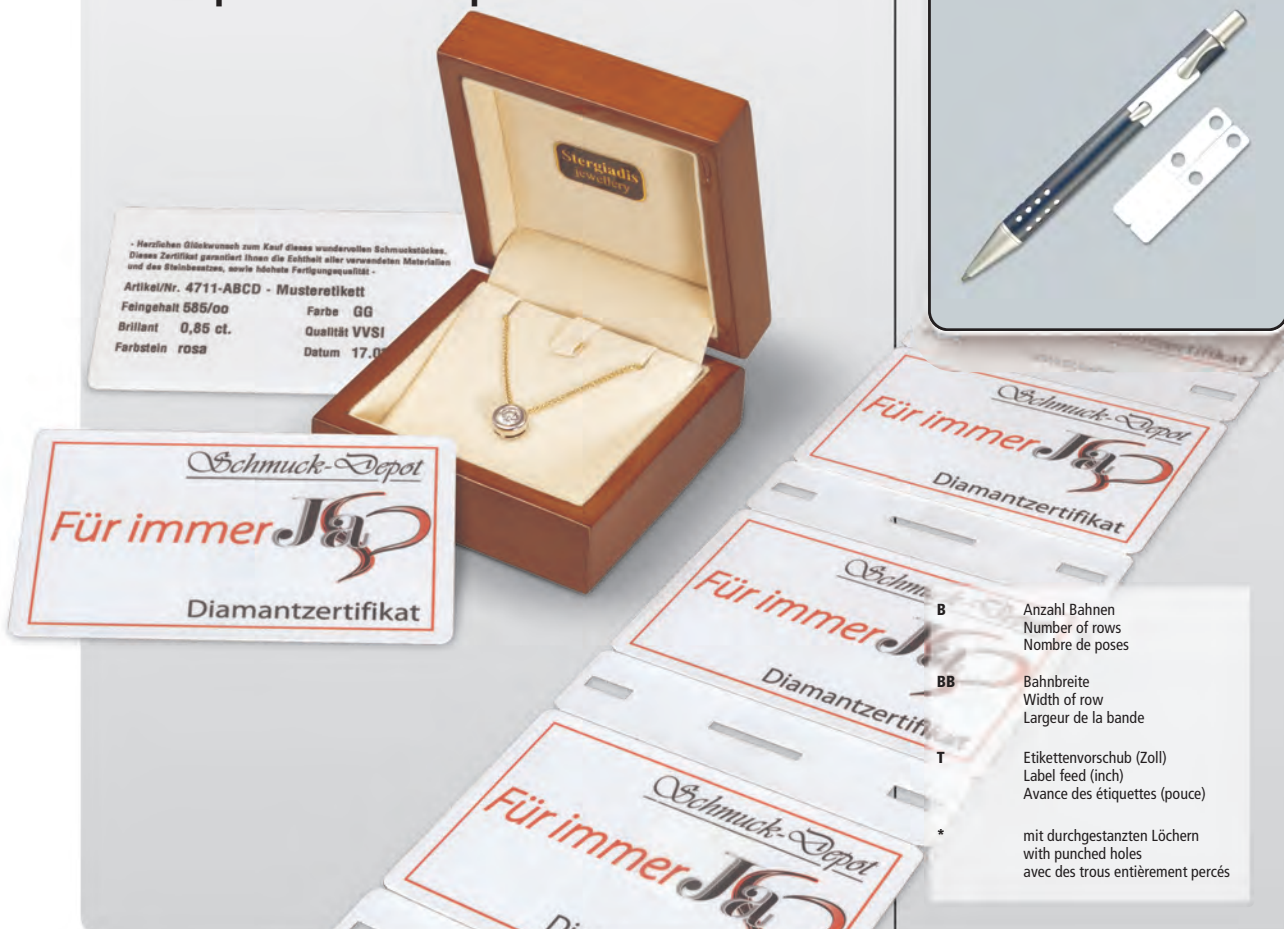 Stergiadis
jewellery
- Herzlichen Glückwunsch zum Kauf dieses wundervollen Schmuckstückes.
Dieses Zertifikat garantiert Ihnen die Echtheit aller verwendeten Materialien
und des Steinbesatzes, sowie höchste Fertigungsqualität -
Artikel/Nr. 4711-ABCD - Musteretikett
Feingehalt 585/oo Farbe GG
Brillant 0,85 ct. Qualität VVSI
Farbstein rosa Datum 17.0
Schmuck-Depot
Für immer Ja
Diamantzertifikat
Schmuck-Depot
Für immer Ja
Diamantzertifikat
Für immer Ja
Diamantzertifikat
Schmuck-Depot
Für immer Ja
B Anzahl Bahnen
Number of rows
Nombre de poses
BB Bahnbreite
Width of row
Largeur de la bande
T Etikettenvorschub (Zoll)
Label feed (inch)
Avance des étiquettes (pouce)
* mit durchgestanzten Löchern
with punched holes
avec des trous entièrement percés